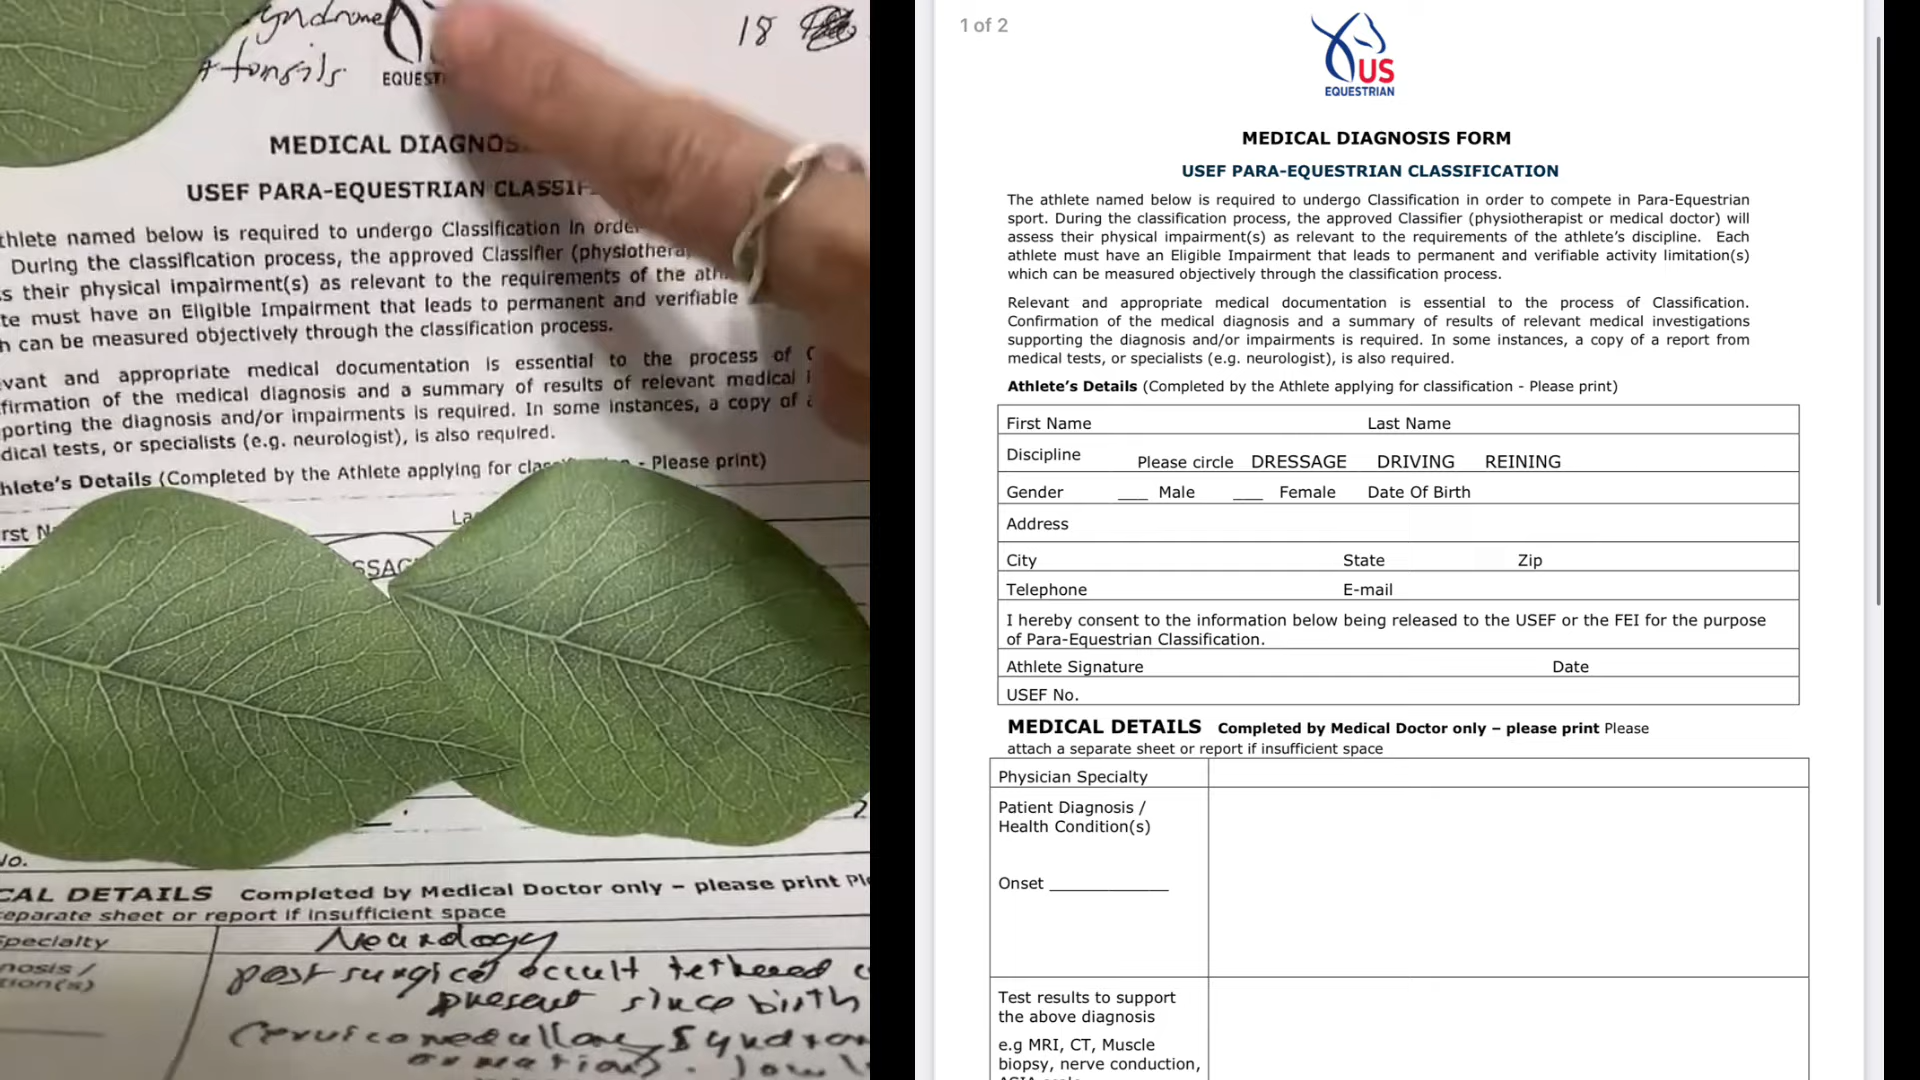 syndrome
tonsils
18
EQUEST
MEDICAL DIAGNOS
USEF PARA-EQUESTRIAN CLASSIF
thlete named below is required to undergo Classification in order
During the classification process, the approved Classifier (physiothera
s their physical impairment(s) as relevant to the requirements of the ath
te must have an Eligible Impairment that leads to permanent and verifiable
h can be measured objectively through the classification process.
vant and appropriate medical documentation is essential to the process of C
firmation of the medical diagnosis and a summary of results of relevant medical i
porting the diagnosis and/or impairments is required. In some instances, a copy of a
dical tests, or specialists (e.g. neurologist), is also required.
hlete's Details (Completed by the Athlete applying for clas - Please print)
rst N La
SSAG
No.
CAL DETAILS Completed by Medical Doctor only – please print Ple
eparate sheet or report if insufficient space
Specialty Neurology
nosis / post surgical occult tethered c
tion(s) present since birth
Cervicomedullary Syndrom
low l
1 of 2
US
EQUESTRIAN
MEDICAL DIAGNOSIS FORM
USEF PARA-EQUESTRIAN CLASSIFICATION
The athlete named below is required to undergo Classification in order to compete in Para-Equestrian
sport. During the classification process, the approved Classifier (physiotherapist or medical doctor) will
assess their physical impairment(s) as relevant to the requirements of the athlete's discipline. Each
athlete must have an Eligible Impairment that leads to permanent and verifiable activity limitation(s)
which can be measured objectively through the classification process.
Relevant and appropriate medical documentation is essential to the process of Classification.
Confirmation of the medical diagnosis and a summary of results of relevant medical investigations
supporting the diagnosis and/or impairments is required. In some instances, a copy of a report from
medical tests, or specialists (e.g. neurologist), is also required.
Athlete's Details (Completed by the Athlete applying for classification - Please print)
First Name Last Name
Discipline Please circle DRESSAGE DRIVING REINING
Gender ___ Male ___ Female Date Of Birth
Address
City State Zip
Telephone E-mail
I hereby consent to the information below being released to the USEF or the FEI for the purpose
of Para-Equestrian Classification.
Athlete Signature Date
USEF No.
MEDICAL DETAILS Completed by Medical Doctor only – please print Please
attach a separate sheet or report if insufficient space
Physician Specialty
Patient Diagnosis /
Health Condition(s)
Onset ______________
Test results to support
the above diagnosis
e.g MRI, CT, Muscle
biopsy, nerve conduction,